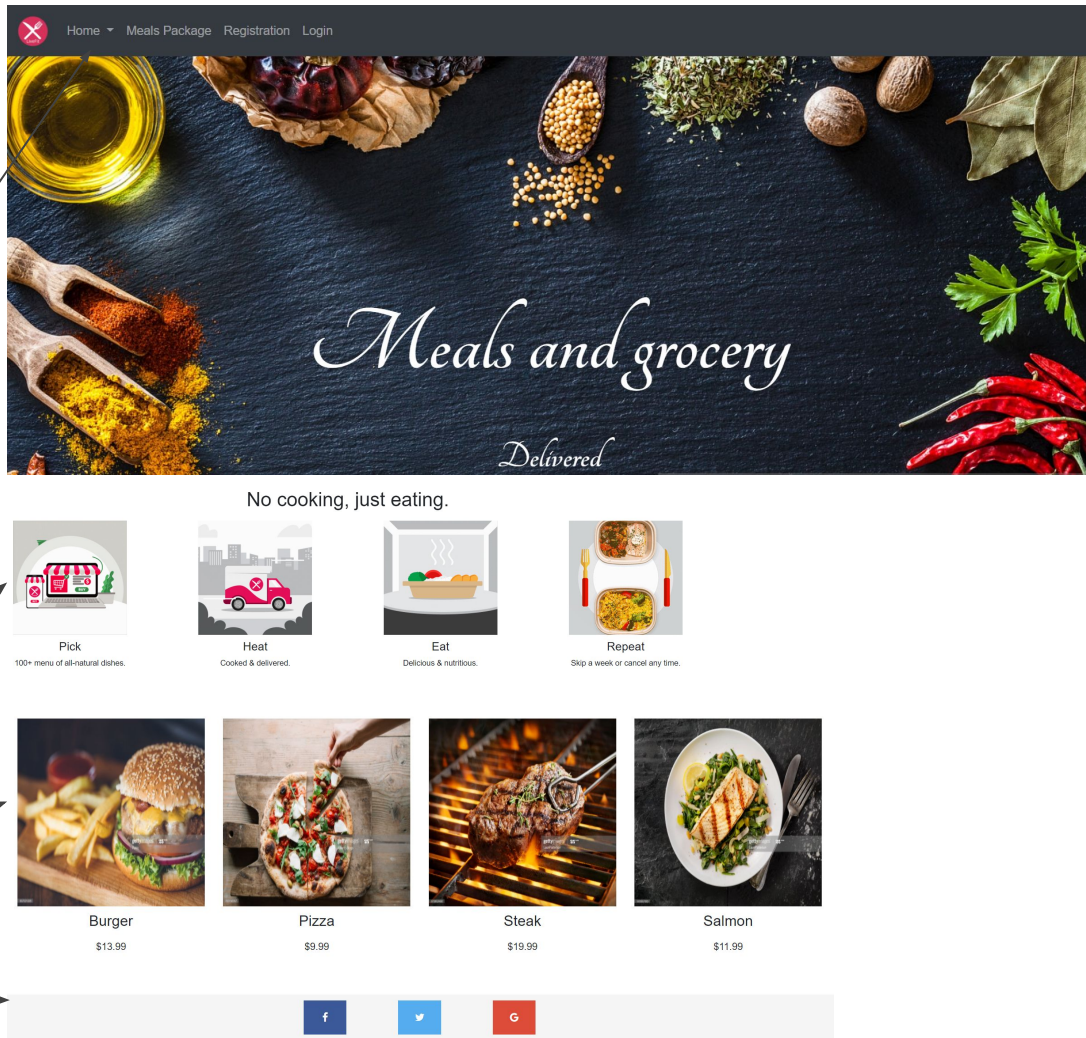 Home Meals Package Registration Login
Meals and grocery
Delivered
No cooking, just eating.
Pick Heat Eat Repeat
100+ menu of all-natural dishes. Cooked & delivered. Delicious & nutritious. Skip a week or cancel any time.
Burger Pizza Steak Salmon
$13.99 $9.99 $19.99 $11.99
f G